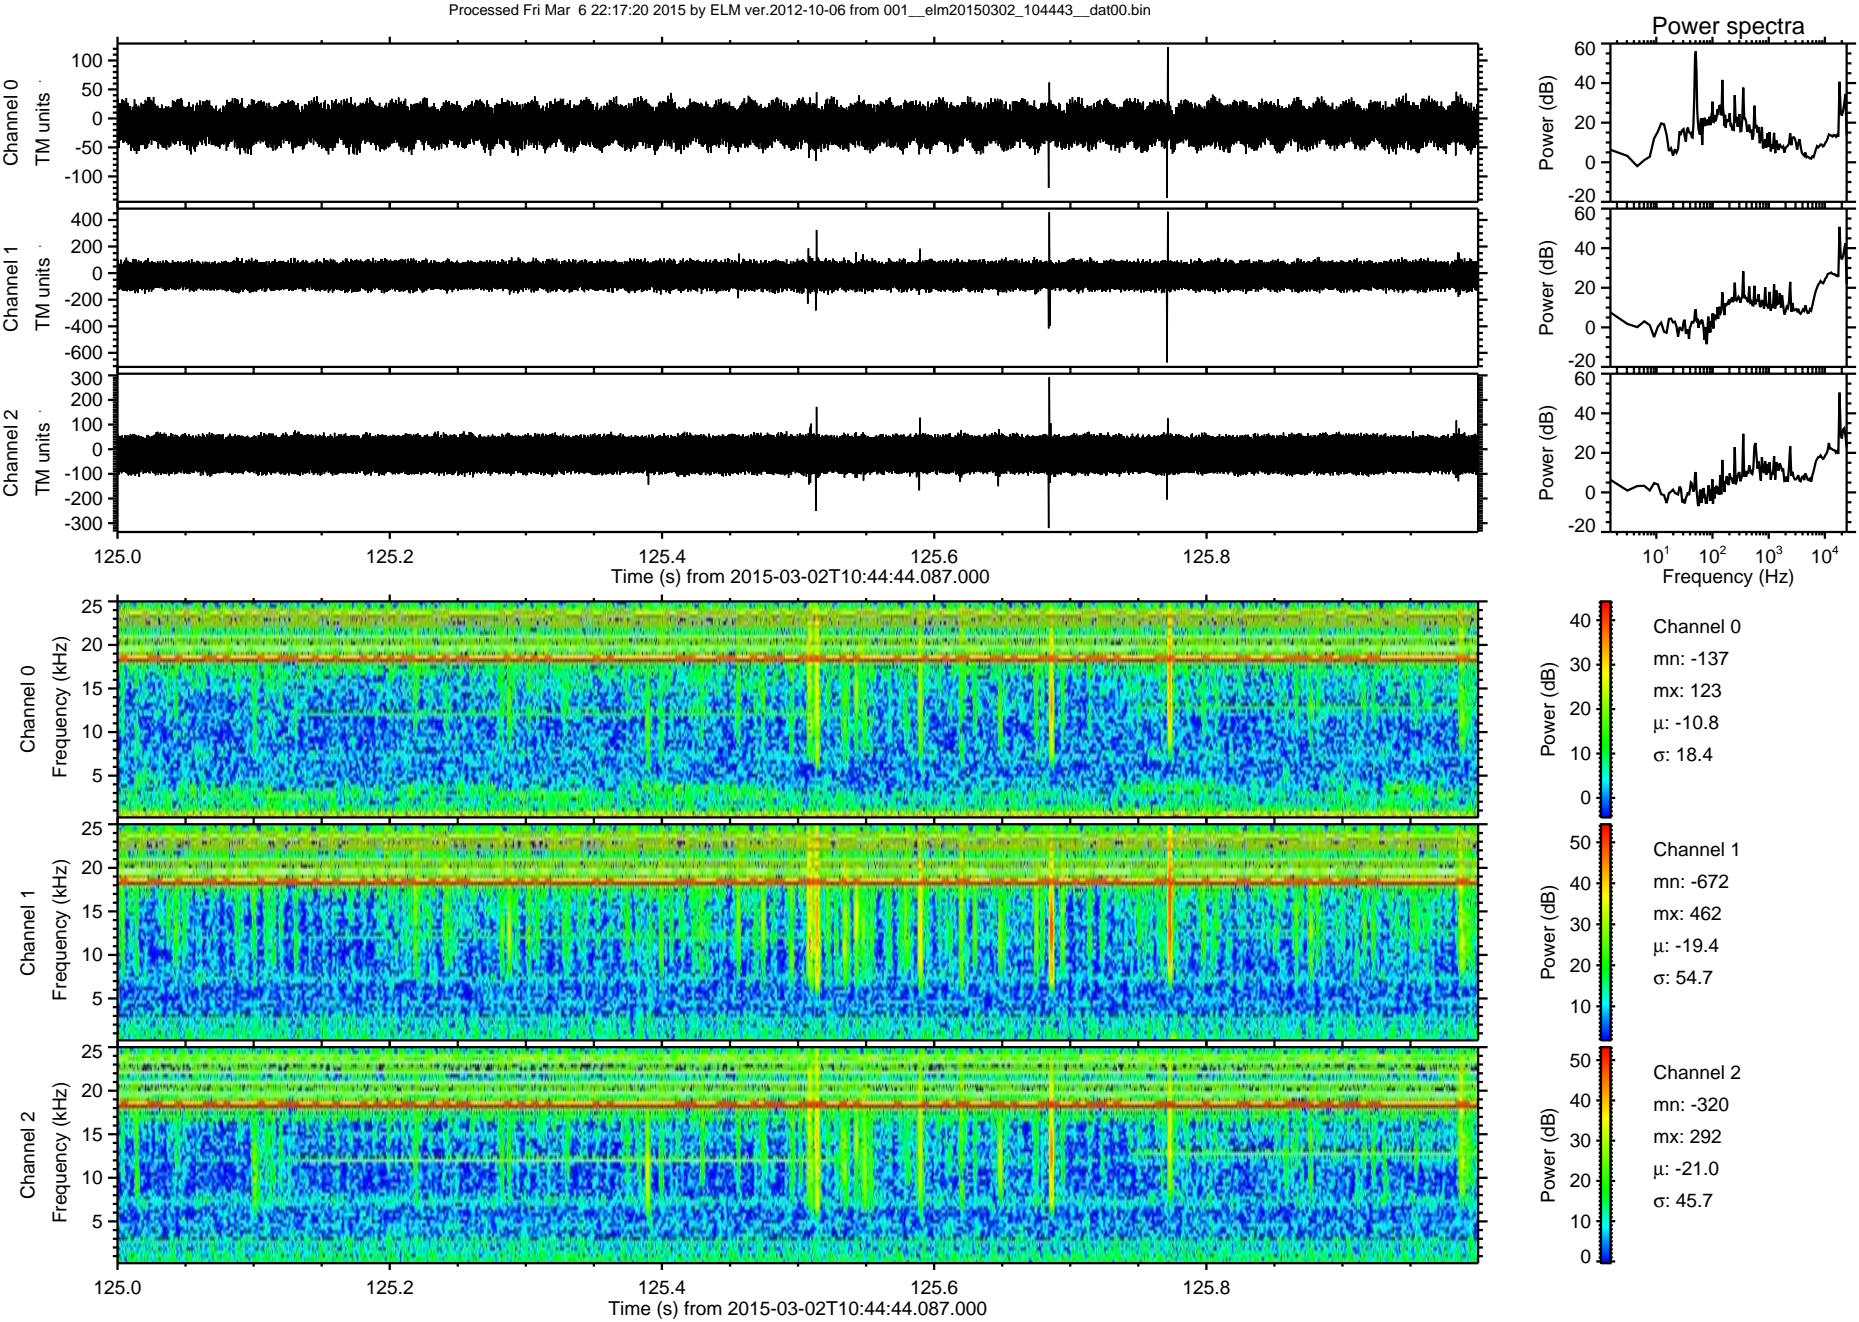 Processed Fri Mar 6 22:17:20 2015 by ELM ver.2012-10-06 from 001__elm20150302_104443__dat00.bin
Power spectra
Channel 0
TM units
100
50
0
-50
-100
Power (dB)
60
40
20
0
-20
Channel 1
TM units
400
200
0
-200
-400
-600
Power (dB)
60
40
20
0
-20
Channel 2
TM units
300
200
100
0
-100
-200
-300
Power (dB)
60
40
20
0
-20
125.0 125.2 125.4 125.6 125.8
Time (s) from 2015-03-02T10:44:44.087.000
10¹ 10² 10³ 10⁴
Frequency (Hz)
Channel 0
Frequency (kHz)
25
20
15
10
5
Power (dB)
40
30
20
10
0
Channel 0
mn: -137
mx: 123
µ: -10.8
σ: 18.4
Channel 1
Frequency (kHz)
25
20
15
10
5
Power (dB)
50
40
30
20
10
Channel 1
mn: -672
mx: 462
µ: -19.4
σ: 54.7
Channel 2
Frequency (kHz)
25
20
15
10
5
Power (dB)
50
40
30
20
10
0
Channel 2
mn: -320
mx: 292
µ: -21.0
σ: 45.7
125.0 125.2 125.4 125.6 125.8
Time (s) from 2015-03-02T10:44:44.087.000